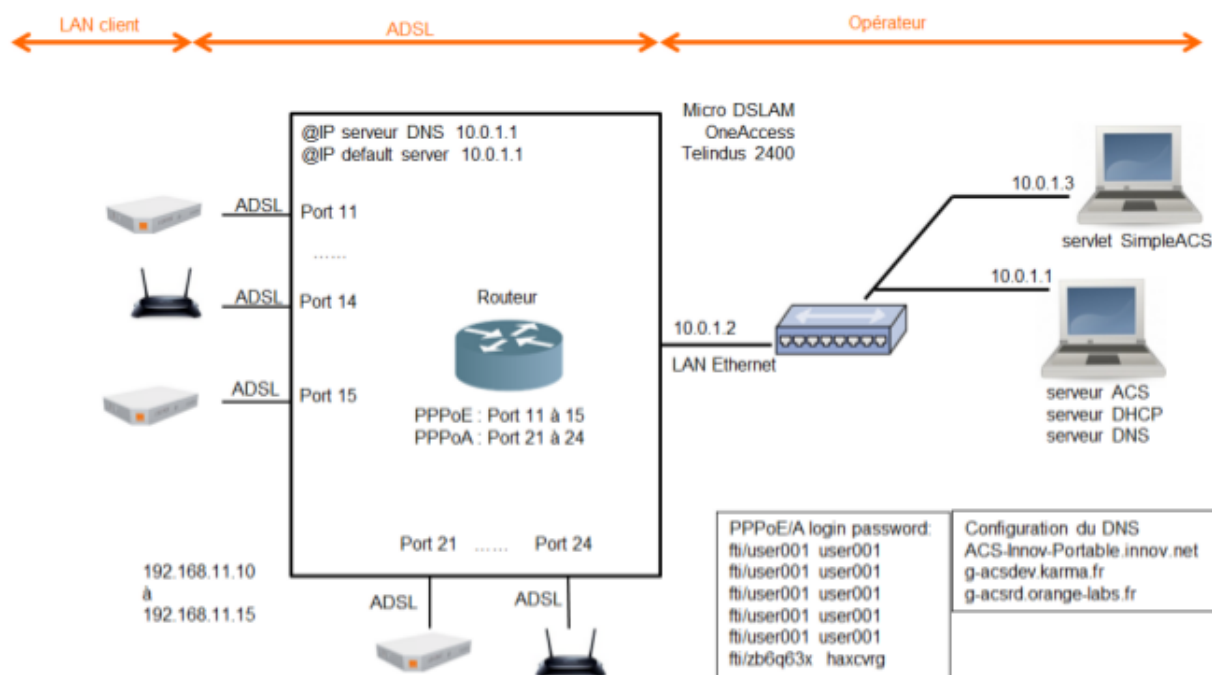 LAN client
ADSL
Opérateur
@IP serveur DNS 10.0.1.1
@IP default server 10.0.1.1
Micro DSLAM
OneAccess
Telindus 2400
ADSL
Port 11
......
ADSL
Port 14
ADSL
Port 15
Routeur
PPPoE : Port 11 à 15
PPPoA : Port 21 à 24
10.0.1.2
LAN Ethernet
10.0.1.3
servlet SimpleACS
10.0.1.1
serveur ACS
serveur DHCP
serveur DNS
Port 21 ...... Port 24
ADSL
ADSL
192.168.11.10
à
192.168.11.15
PPPoE/A login password:
fti/user001 user001
fti/user001 user001
fti/user001 user001
fti/user001 user001
fti/user001 user001
fti/zb6q63x haxcvrg
Configuration du DNS
ACS-Innov-Portable.innov.net
g-acsdev.karma.fr
g-acsrd.orange-labs.fr